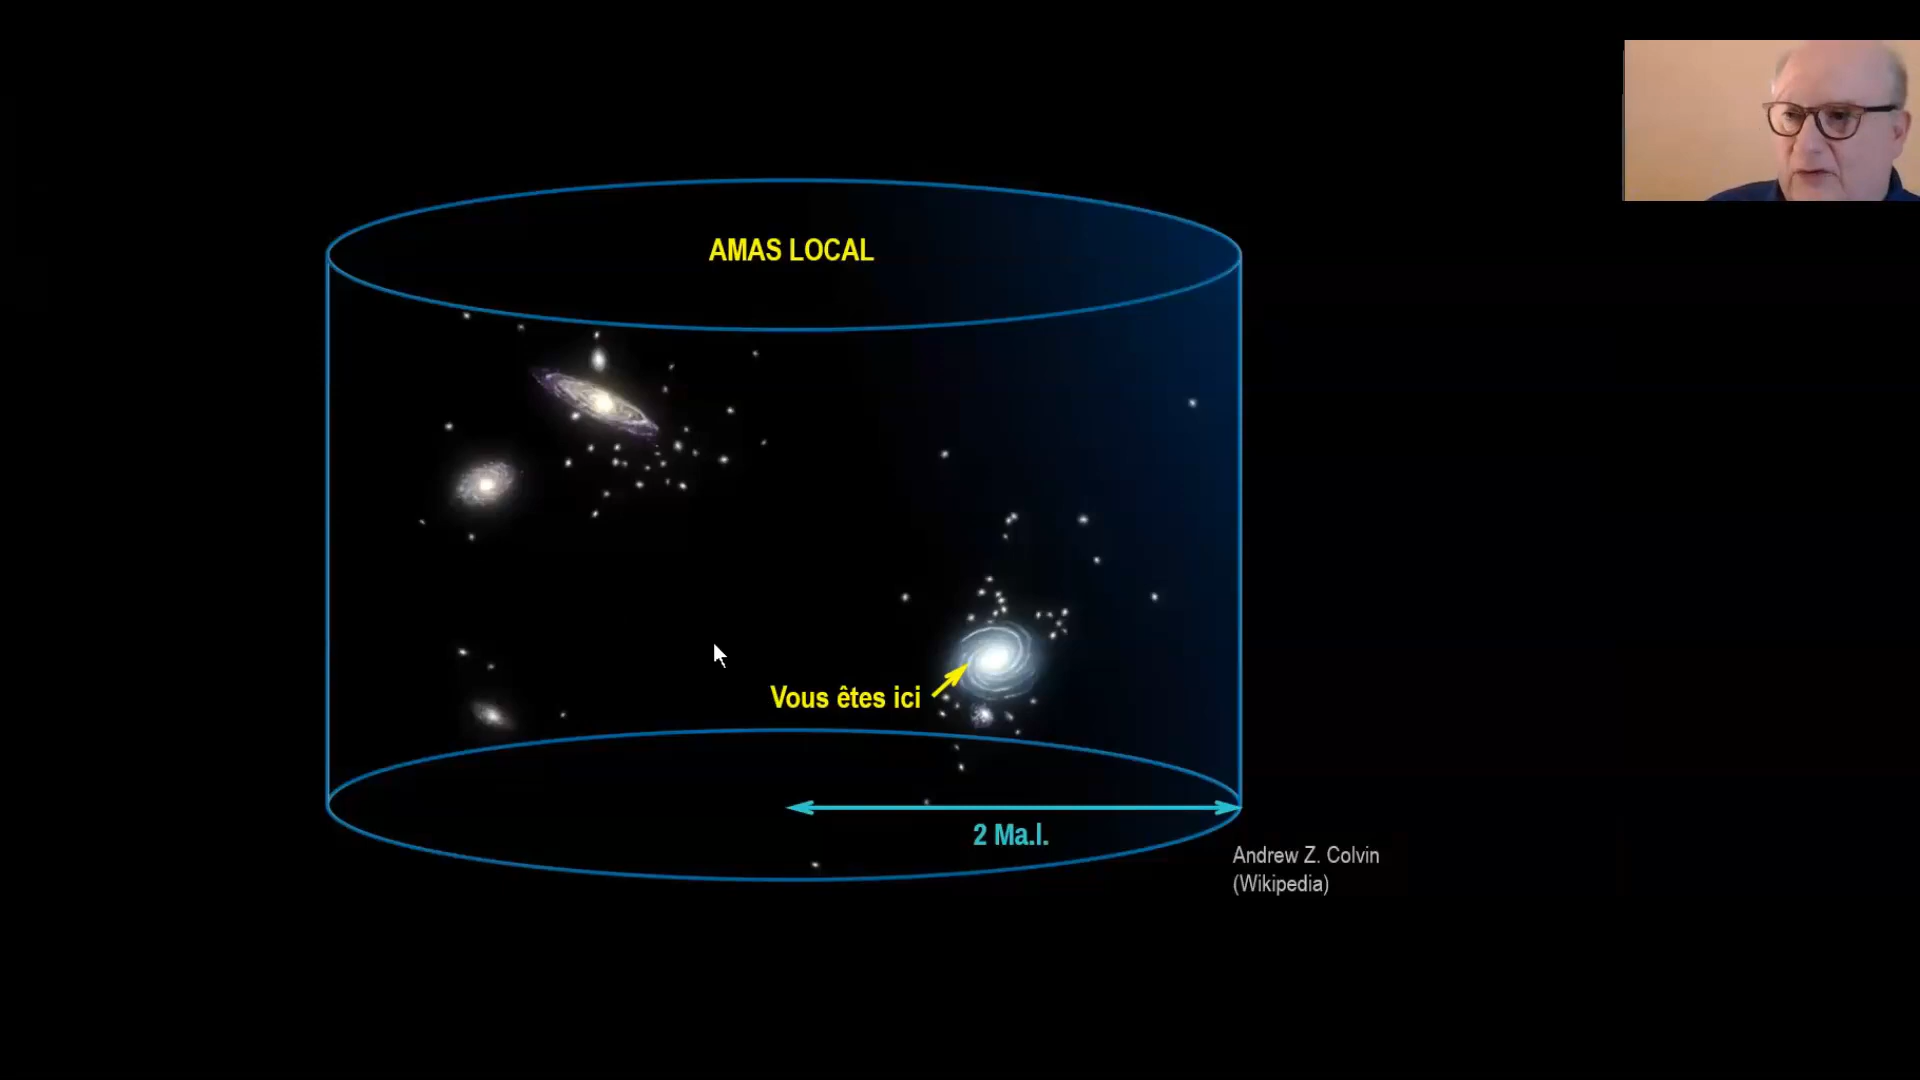 AMAS LOCAL
Vous êtes ici
2 Ma.l.
Andrew Z. Colvin
(Wikipedia)